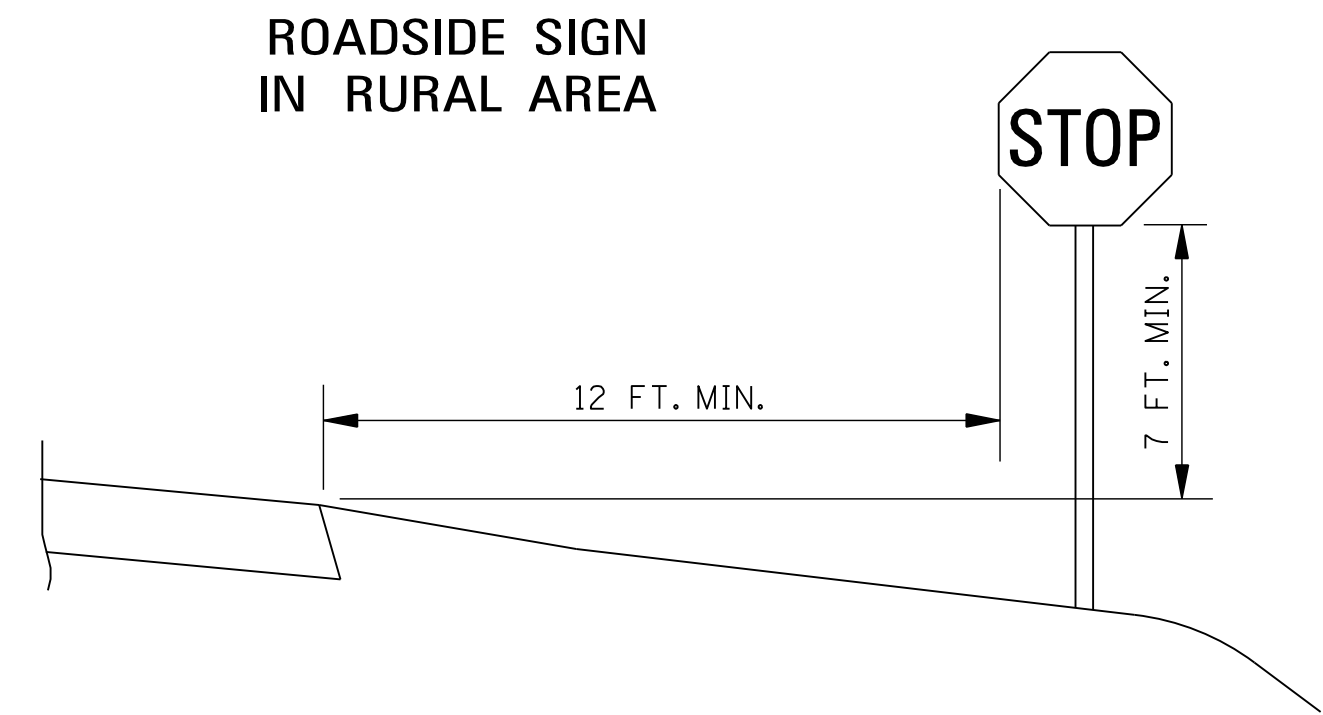 ROADSIDE SIGN
IN RURAL AREA
STOP
12 FT. MIN.
7 FT. MIN.